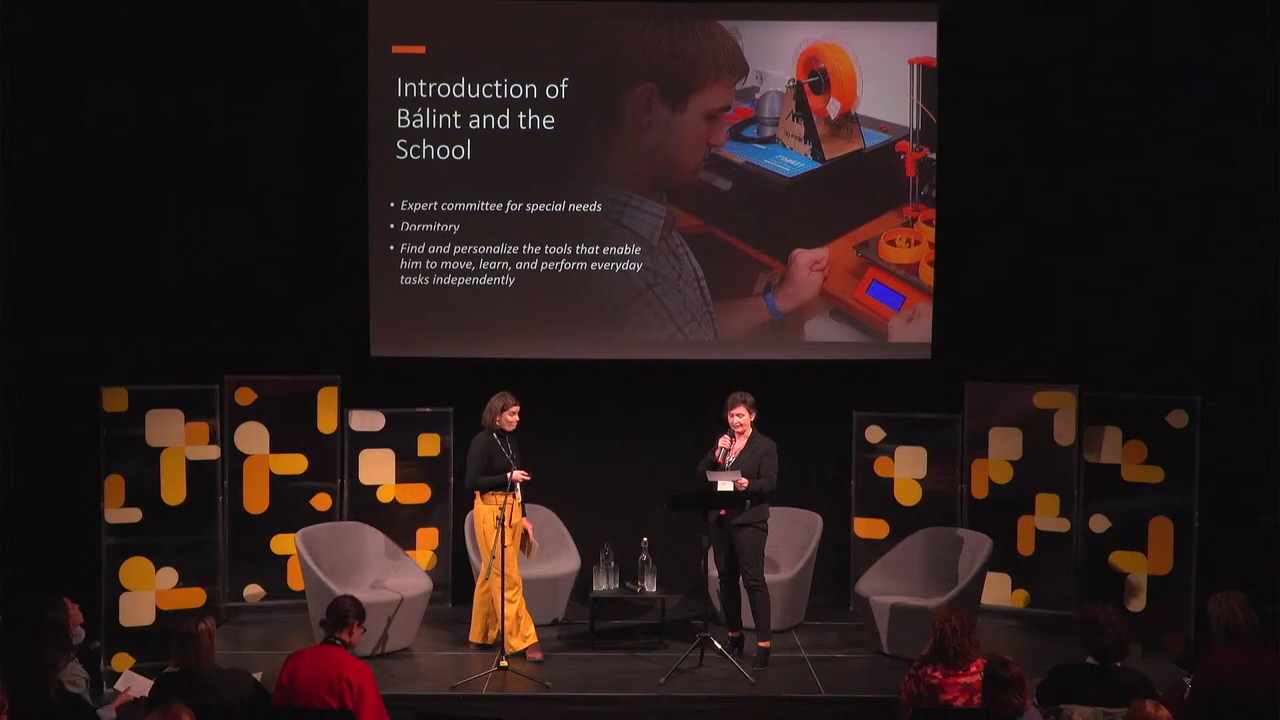 Introduction of
Bálint and the
School
• Expert committee for special needs
• Dormitory
• Find and personalize the tools that enable
him to move, learn, and perform everyday
tasks independently